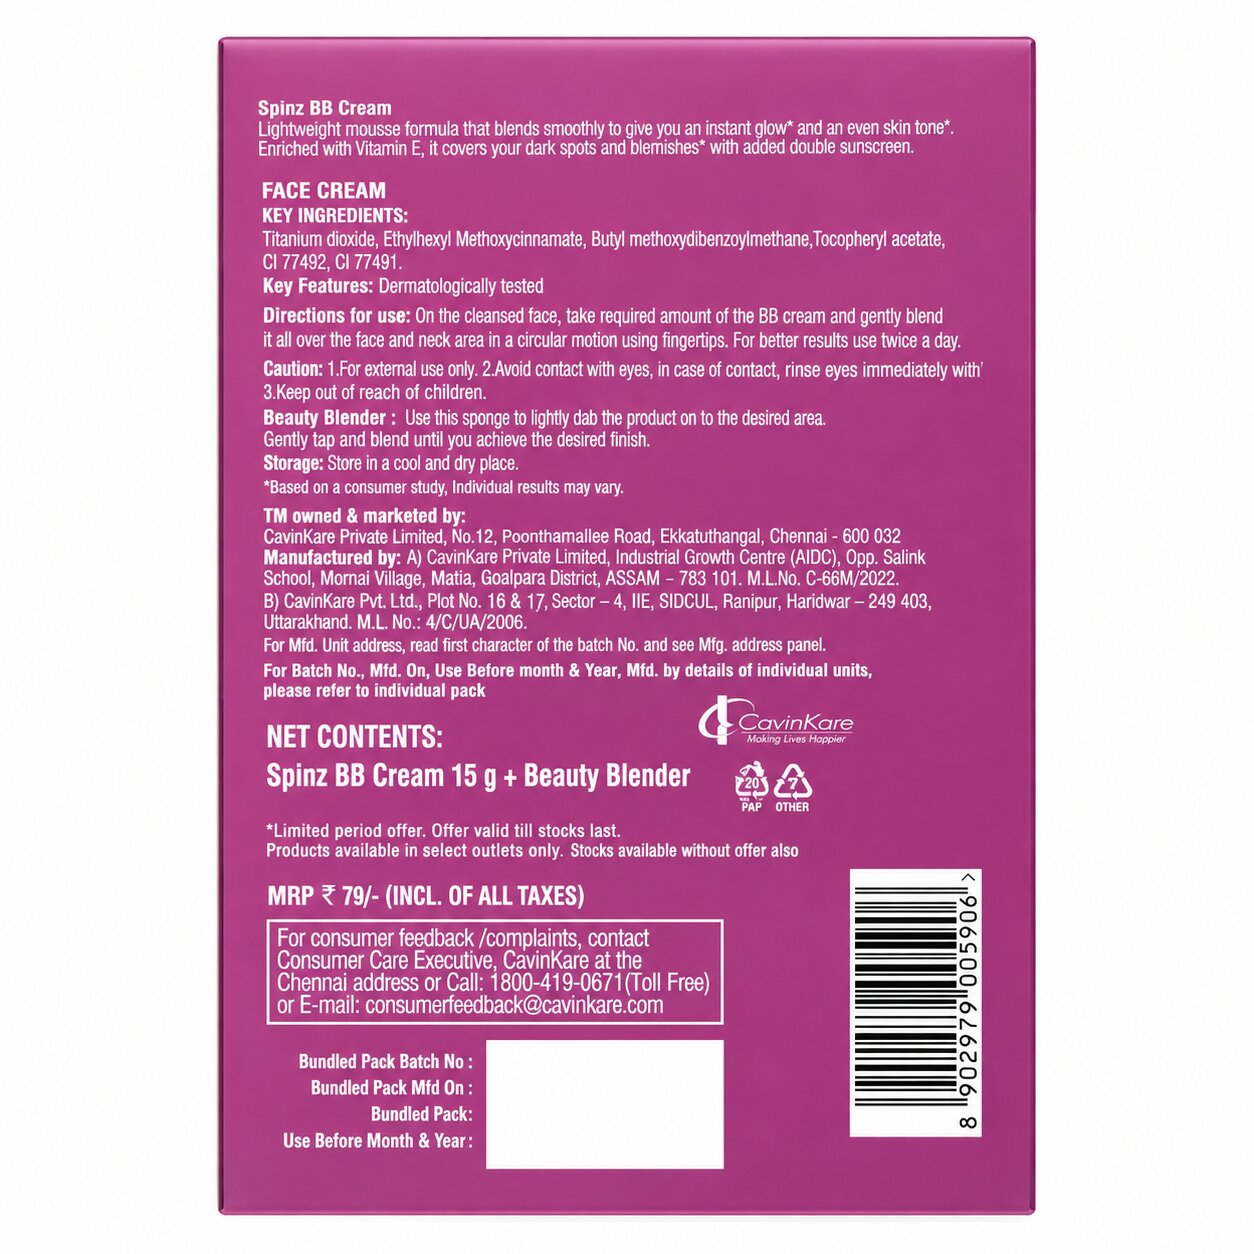 Spinz BB Cream
Lightweight mousse formula that blends smoothly to give you an instant glow* and an even skin tone*.
Enriched with Vitamin E, it covers your dark spots and blemishes* with added double sunscreen.
FACE CREAM
KEY INGREDIENTS:
Titanium dioxide, Ethylhexyl Methoxycinnamate, Butyl methoxydibenzoylmethane,Tocopheryl acetate,
CI 77492, CI 77491.
Key Features: Dermatologically tested
Directions for use: On the cleansed face, take required amount of the BB cream and gently blend
it all over the face and neck area in a circular motion using fingertips. For better results use twice a day.
Caution: 1.For external use only. 2.Avoid contact with eyes, in case of contact, rinse eyes immediately with'
3.Keep out of reach of children.
Beauty Blender : Use this sponge to lightly dab the product on to the desired area.
Gently tap and blend until you achieve the desired finish.
Storage: Store in a cool and dry place.
*Based on a consumer study, Individual results may vary.
TM owned & marketed by:
CavinKare Private Limited, No.12, Poonthamallee Road, Ekkatuthangal, Chennai - 600 032
Manufactured by: A) CavinKare Private Limited, Industrial Growth Centre (AIDC), Opp. Salink
School, Mornai Village, Matia, Goalpara District, ASSAM – 783 101. M.L.No. C-66M/2022.
B) CavinKare Pvt. Ltd., Plot No. 16 & 17, Sector – 4, IIE, SIDCUL, Ranipur, Haridwar – 249 403,
Uttarakhand. M.L. No.: 4/C/UA/2006.
For Mfd. Unit address, read first character of the batch No. and see Mfg. address panel.
For Batch No., Mfd. On, Use Before month & Year, Mfd. by details of individual units,
please refer to individual pack
CavinKare
Making Lives Happier
NET CONTENTS:
Spinz BB Cream 15 g + Beauty Blender
20
PAP
7
OTHER
*Limited period offer. Offer valid till stocks last.
Products available in select outlets only. Stocks available without offer also
MRP ₹ 79/- (INCL. OF ALL TAXES)
For consumer feedback /complaints, contact
Consumer Care Executive, CavinKare at the
Chennai address or Call: 1800-419-0671(Toll Free)
or E-mail: consumerfeedback@cavinkare.com
Bundled Pack Batch No :
Bundled Pack Mfd On :
Bundled Pack:
Use Before Month & Year :
8 902979 005906 >